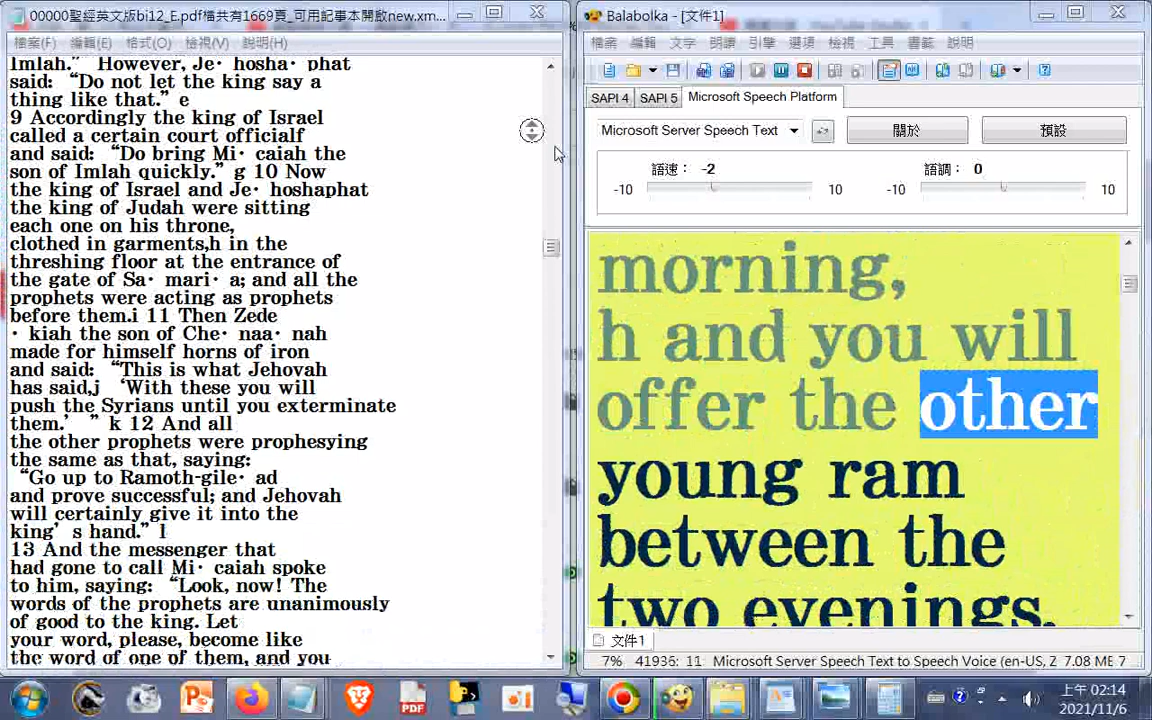 00000聖經英文版bi12_E.pdf檔共有1669頁_可用記事本開啟new.xm...
檔案(F) 編輯(E) 格式(O) 檢視(V) 說明(H)
Imlah.” However, Je· hosha· phat
said: “Do not let the king say a
thing like that.” e
9 Accordingly the king of Israel
called a certain court officialf
and said: “Do bring Mi· caiah the
son of Imlah quickly.” g 10 Now
the king of Israel and Je· hoshaphat
the king of Judah were sitting
each one on his throne,
clothed in garments,h in the
threshing floor at the entrance of
the gate of Sa· mari· a; and all the
prophets were acting as prophets
before them.i 11 Then Zede
· kiah the son of Che· naa· nah
made for himself horns of iron
and said: “This is what Jehovah
has said,j ‘With these you will
push the Syrians until you exterminate
them.’ ” k 12 And all
the other prophets were prophesying
the same as that, saying:
“Go up to Ramoth-gile· ad
and prove successful; and Jehovah
will certainly give it into the
king’s hand.” l
13 And the messenger that
had gone to call Mi· caiah spoke
to him, saying: “Look, now! The
words of the prophets are unanimously
of good to the king. Let
your word, please, become like
the word of one of them, and you
Balabolka - [文件1]
檔案 編輯 文字 朗讀 引擎 選項 檢視 工具 書籤 說明
SAPI 4 SAPI 5 Microsoft Speech Platform
Microsoft Server Speech Text 關於 預設
語速： -2 語調： 0
-10 10 -10 10
morning,
h and you will
offer the other
young ram
between the
two evenings.
文件1
7% 41936: 11 Microsoft Server Speech Text to Speech Voice (en-US, 2 7.08 ME 7
PDF
上午 02:14
2021/11/6